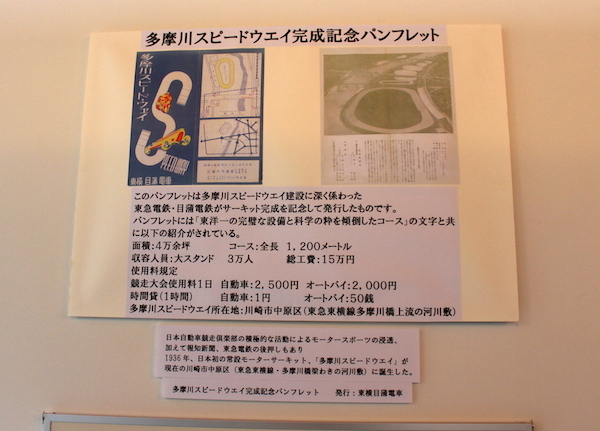 多摩川スピードウエイ完成記念パンフレット
多摩川スピードウェイ
SPEEDWAY
東横 目蒲 電車
このパンフレットは多摩川スピードウエイ建設に深く係わった
東急電鉄・目蒲電鉄がサーキット完成を記念して発行したものです。
パンフレットには「東洋一の完璧な設備と科学の粋を傾倒したコース」の文字と共
に以下の紹介がされている。
面積:4万余坪 コース:全長 1,200メートル
収容人員:大スタンド 3万人 総工費:15万円
使用料規定
競走大会使用料1日 自動車:2,500円 オートバイ:2,000円
時間貸(1時間) 自動車:1円 オートバイ:50銭
多摩川スピードウエイ所在地:川崎市中原区(東急東横線多摩川橋上流の河川敷)
日本自動車競走倶楽部の積極的な活動によるモータースポーツの浸透、
加えて報知新聞、東急電鉄の後押しもあり
1936年、日本初の常設モーターサーキット、「多摩川スピードウエイ」が
現在の川崎市中原区(東急東横線・多摩川橋架わきの河川敷)に誕生した。
多摩川スピードウエイ完成記念パンフレット 発行:東横目蒲電車